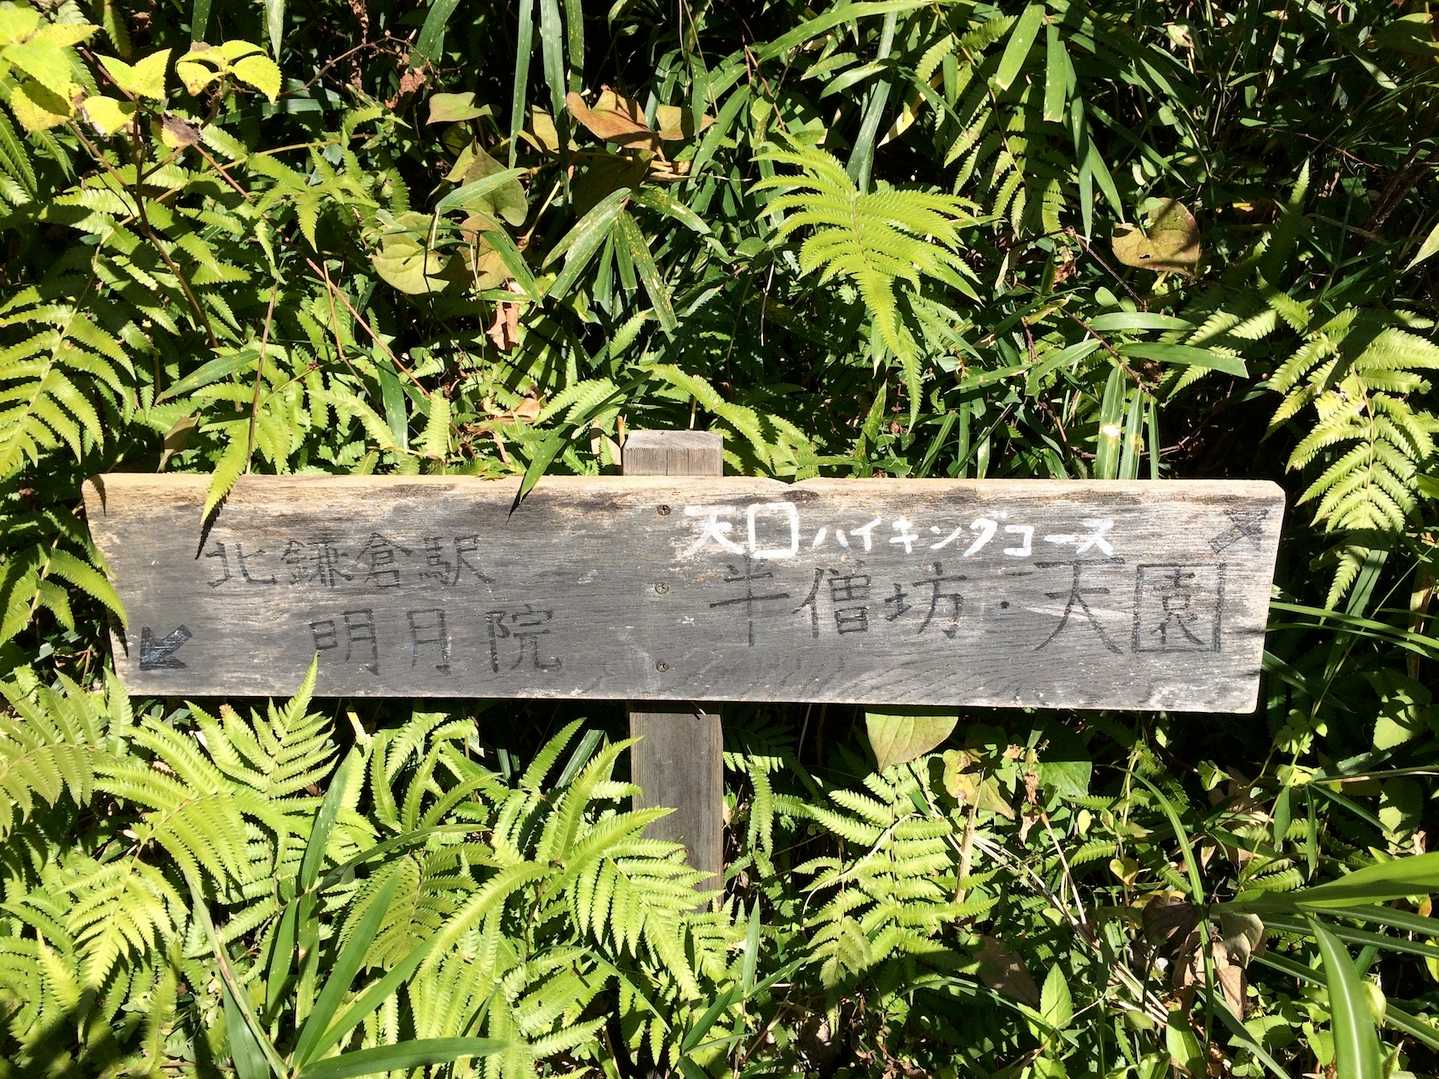 北鎌倉駅
明月院
天口ハイキングコース
半僧坊・天園